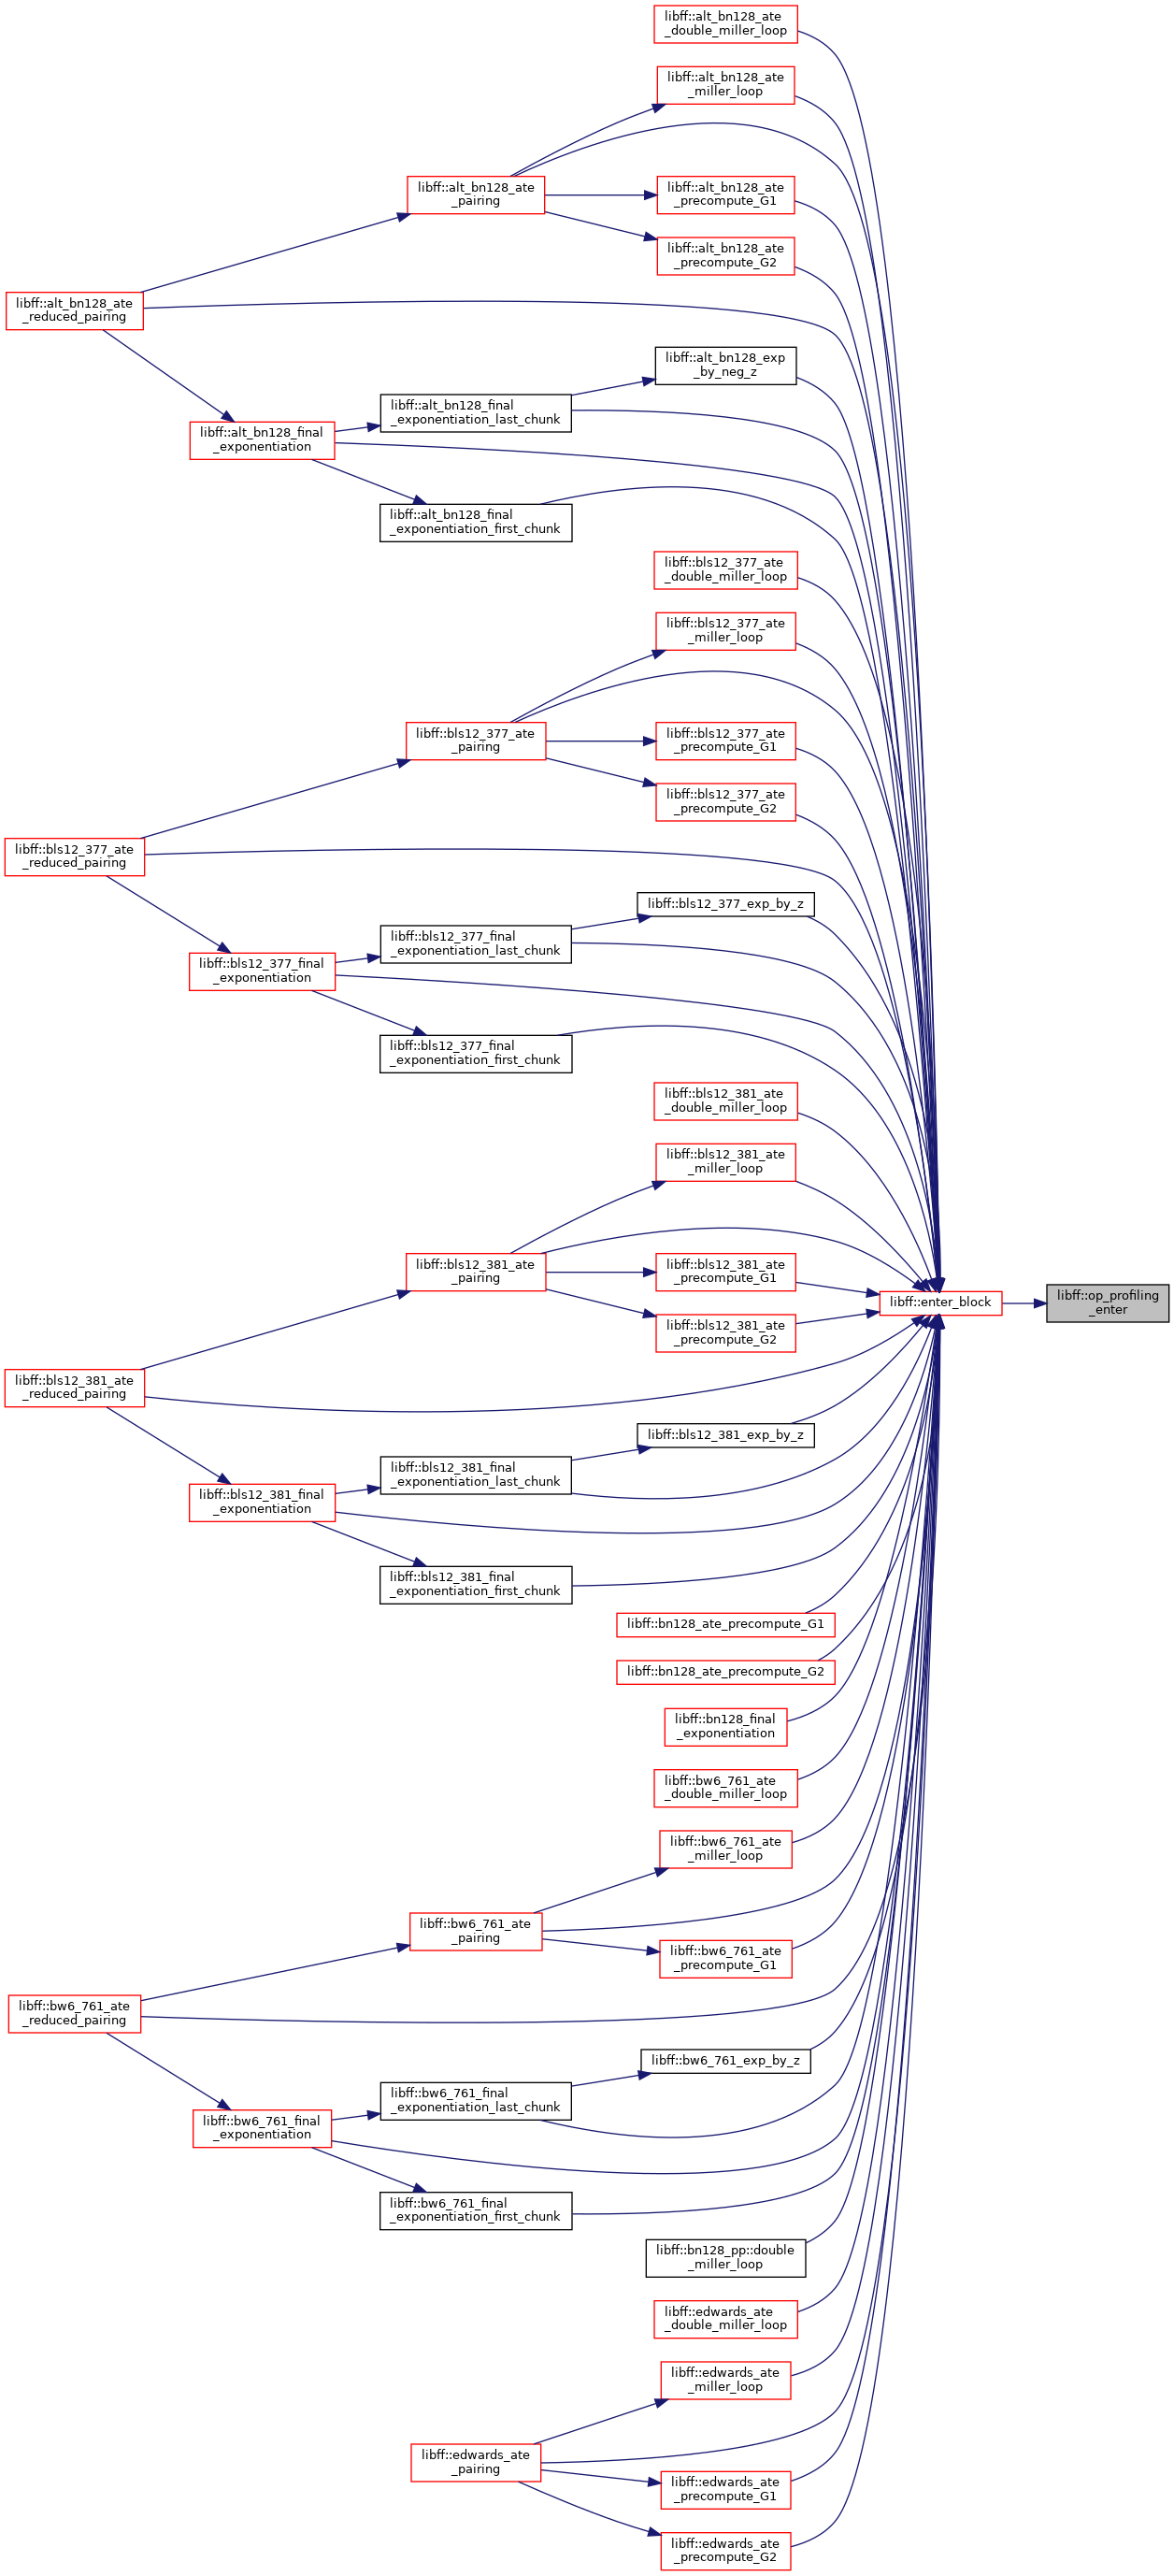 libff::alt_bn128_ate
_double_miller_loop
libff::alt_bn128_ate
_miller_loop
libff::alt_bn128_ate
_pairing
libff::alt_bn128_ate
_precompute_G1
libff::alt_bn128_ate
_precompute_G2
libff::alt_bn128_ate
_reduced_pairing
libff::alt_bn128_exp
_by_neg_z
libff::alt_bn128_final
_exponentiation_last_chunk
libff::alt_bn128_final
_exponentiation
libff::alt_bn128_final
_exponentiation_first_chunk
libff::bls12_377_ate
_double_miller_loop
libff::bls12_377_ate
_miller_loop
libff::bls12_377_ate
_pairing
libff::bls12_377_ate
_precompute_G1
libff::bls12_377_ate
_precompute_G2
libff::bls12_377_ate
_reduced_pairing
libff::bls12_377_exp_by_z
libff::bls12_377_final
_exponentiation_last_chunk
libff::bls12_377_final
_exponentiation
libff::bls12_377_final
_exponentiation_first_chunk
libff::bls12_381_ate
_double_miller_loop
libff::bls12_381_ate
_miller_loop
libff::bls12_381_ate
_pairing
libff::bls12_381_ate
_precompute_G1
libff::enter_block
libff::op_profiling
_enter
libff::bls12_381_ate
_precompute_G2
libff::bls12_381_ate
_reduced_pairing
libff::bls12_381_exp_by_z
libff::bls12_381_final
_exponentiation_last_chunk
libff::bls12_381_final
_exponentiation
libff::bls12_381_final
_exponentiation_first_chunk
libff::bn128_ate_precompute_G1
libff::bn128_ate_precompute_G2
libff::bn128_final
_exponentiation
libff::bw6_761_ate
_double_miller_loop
libff::bw6_761_ate
_miller_loop
libff::bw6_761_ate
_pairing
libff::bw6_761_ate
_precompute_G1
libff::bw6_761_ate
_reduced_pairing
libff::bw6_761_exp_by_z
libff::bw6_761_final
_exponentiation_last_chunk
libff::bw6_761_final
_exponentiation
libff::bw6_761_final
_exponentiation_first_chunk
libff::bn128_pp::double
_miller_loop
libff::edwards_ate
_double_miller_loop
libff::edwards_ate
_miller_loop
libff::edwards_ate
_pairing
libff::edwards_ate
_precompute_G1
libff::edwards_ate
_precompute_G2